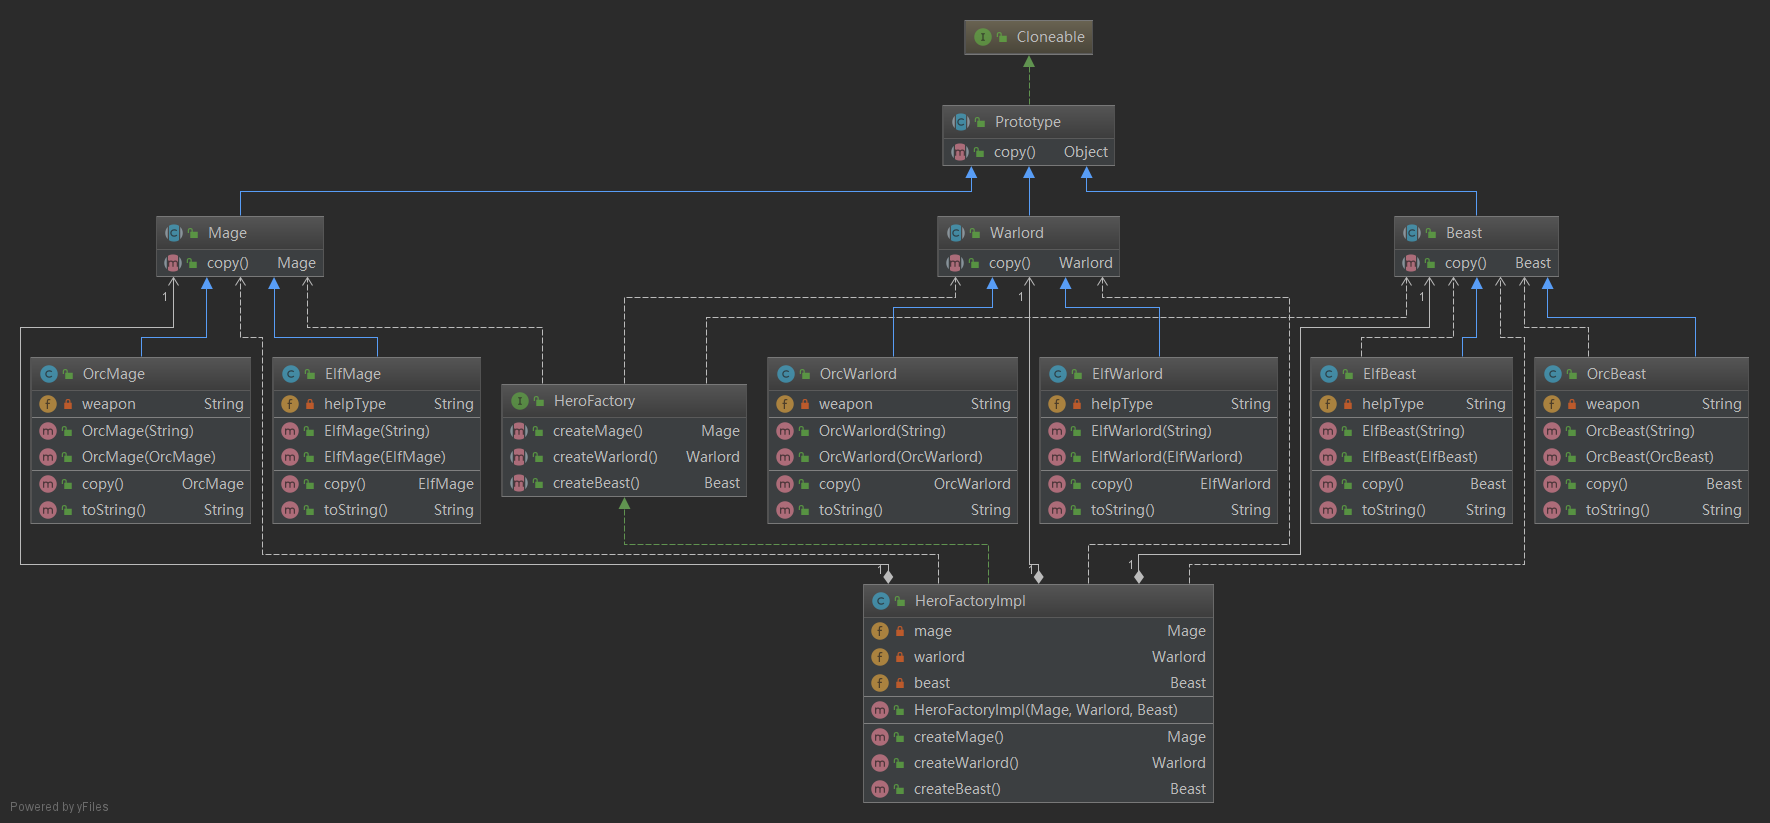 Cloneable
Prototype
copy() Object
Mage
copy() Mage
Warlord
copy() Warlord
Beast
copy() Beast
1
1
1
OrcMage
weapon String
OrcMage(String)
OrcMage(OrcMage)
copy() OrcMage
toString() String
ElfMage
helpType String
ElfMage(String)
ElfMage(ElfMage)
copy() ElfMage
toString() String
HeroFactory
createMage() Mage
createWarlord() Warlord
createBeast() Beast
OrcWarlord
weapon String
OrcWarlord(String)
OrcWarlord(OrcWarlord)
copy() OrcWarlord
toString() String
ElfWarlord
helpType String
ElfWarlord(String)
ElfWarlord(ElfWarlord)
copy() ElfWarlord
toString() String
ElfBeast
helpType String
ElfBeast(String)
ElfBeast(ElfBeast)
copy() Beast
toString() String
OrcBeast
weapon String
OrcBeast(String)
OrcBeast(OrcBeast)
copy() Beast
toString() String
1
1
1
HeroFactoryImpl
mage Mage
warlord Warlord
beast Beast
HeroFactoryImpl(Mage, Warlord, Beast)
createMage() Mage
createWarlord() Warlord
createBeast() Beast
Powered by yFiles